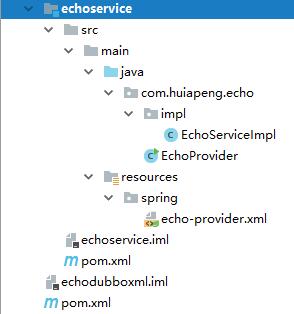 echoservice
src
main
java
com.huiapeng.echo
impl
EchoServiceImpl
EchoProvider
resources
spring
echo-provider.xml
echoservice.iml
pom.xml
echodubboxml.iml
pom.xml